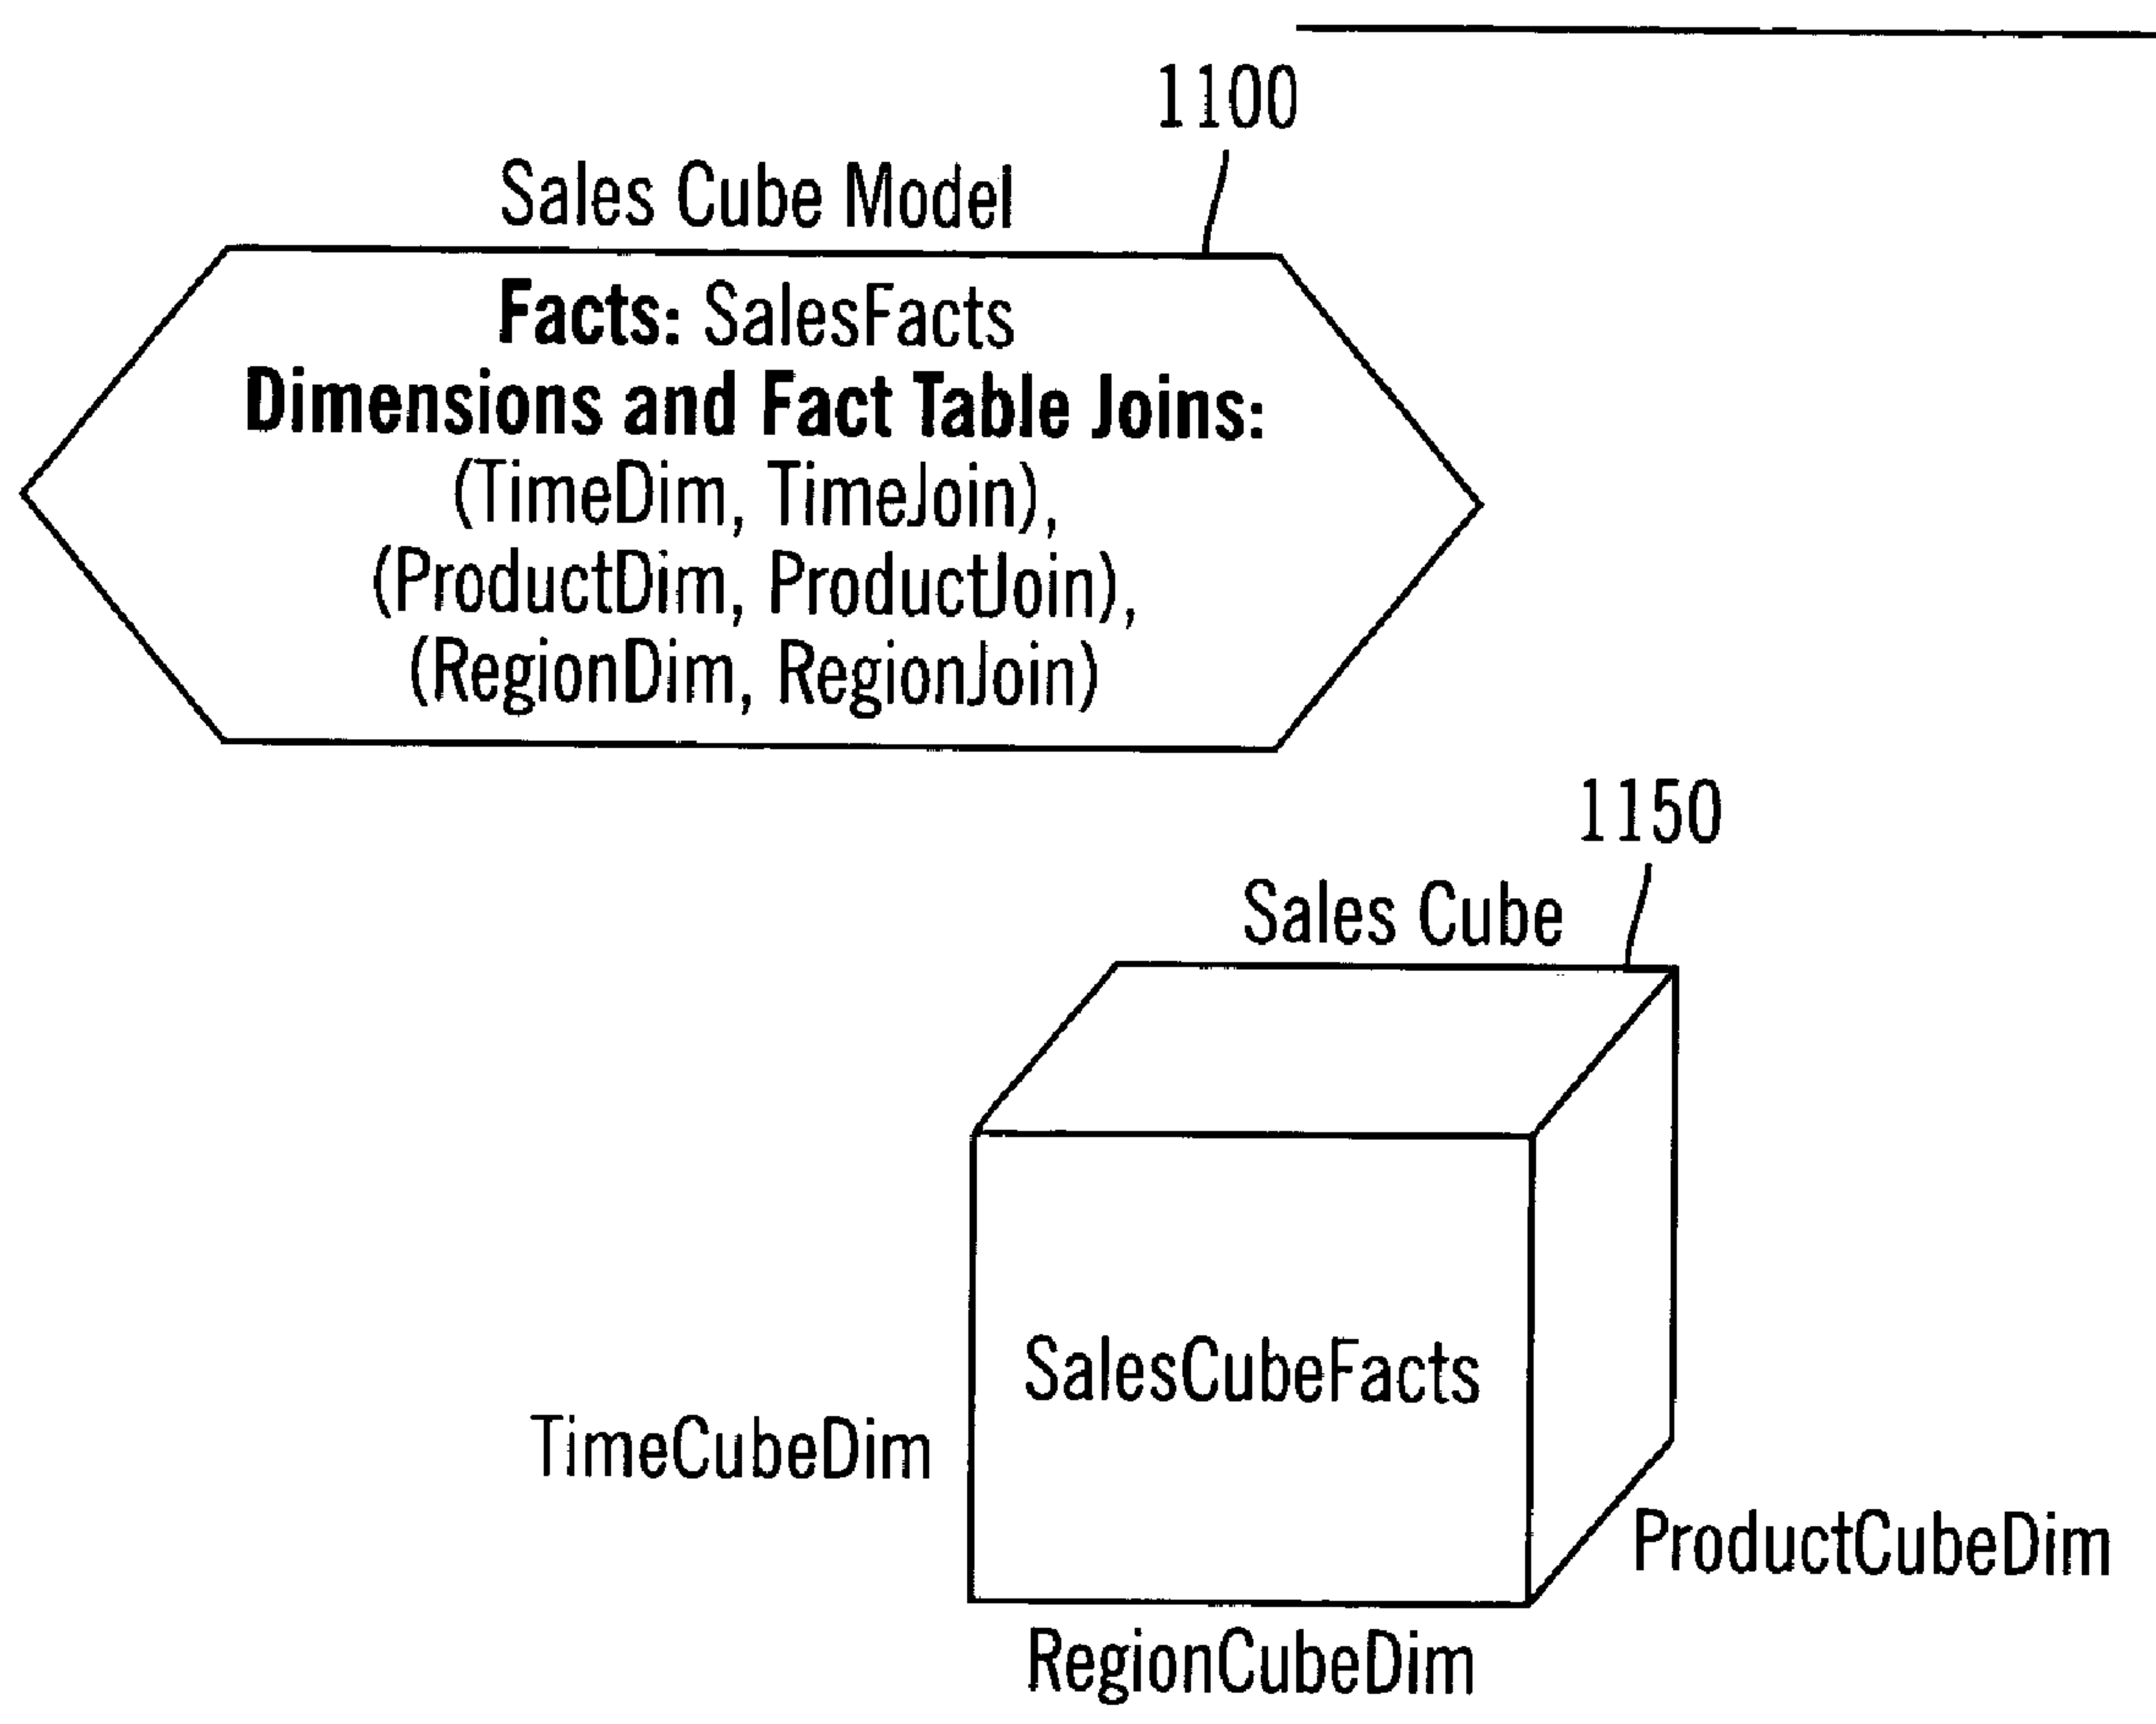 1100
Sales Cube Model
Facts: SalesFacts
Dimensions and Fact Table Joins:
(TimeDim, TimeJoin),
(ProductDim, ProductJoin),
(RegionDim, RegionJoin)
1150
Sales Cube
SalesCubeFacts
TimeCubeDim
ProductCubeDim
RegionCubeDim